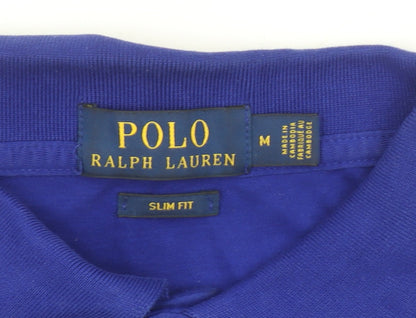 POLO
RALPH LAUREN
M
MADE IN
CAMBODIA
FABRIQUÉ AU
CAMBODGE
SLIM FIT